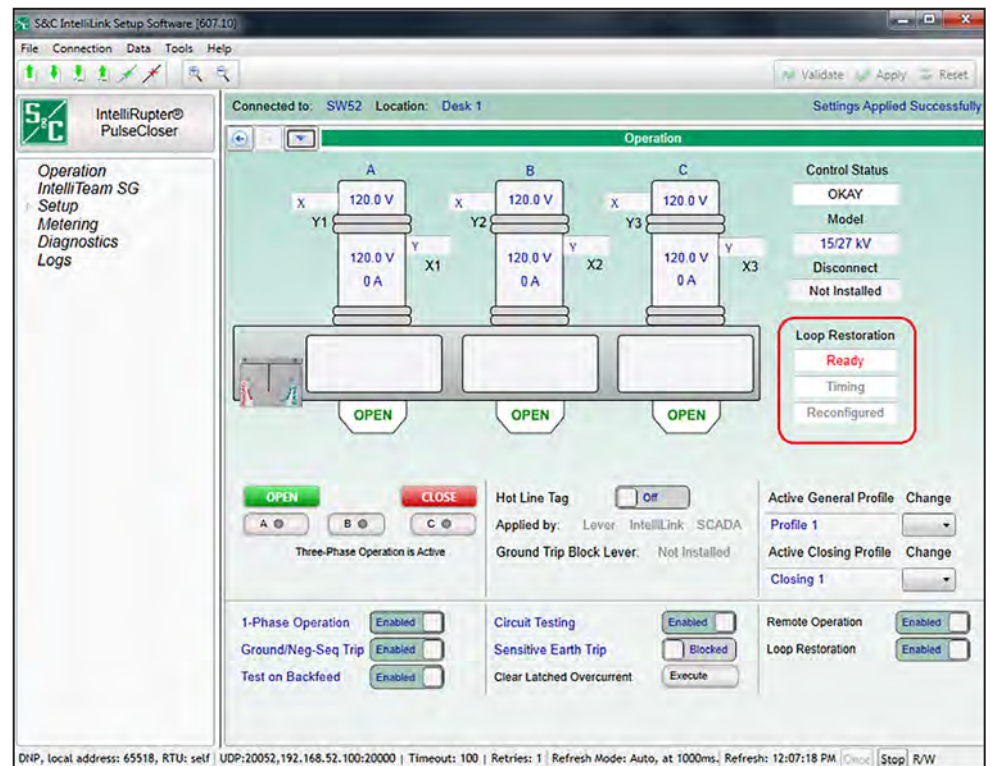 S&C IntelliLink Setup Software [607.10]
File Connection Data Tools Help
Validate Apply Reset
S&C
IntelliRupter®
PulseCloser
Connected to: SW52 Location: Desk 1 Settings Applied Successfully
Operation
Operation
IntelliTeam SG
Setup
Metering
Diagnostics
Logs
A B C
X 120.0 V X 120.0 V X 120.0 V
Y1 Y2 Y3
Y Y Y
120.0 V X1 120.0 V X2 120.0 V X3
0 A 0 A 0 A
OPEN OPEN OPEN
Control Status
OKAY
Model
15/27 kV
Disconnect
Not Installed
Loop Restoration
Ready
Timing
Reconfigured
OPEN CLOSE
A B C
Three-Phase Operation is Active
Hot Line Tag Off
Applied by: Lever IntelliLink SCADA
Ground Trip Block Lever: Not Installed
Active General Profile Change
Profile 1
Active Closing Profile Change
Closing 1
1-Phase Operation Enabled
Ground/Neg-Seq Trip Enabled
Test on Backfeed Enabled
Circuit Testing Enabled
Sensitive Earth Trip Blocked
Clear Latched Overcurrent Execute
Remote Operation Enabled
Loop Restoration Enabled
DNP, local address: 65518, RTU: self UDP:20052,192.168.52.100:20000 | Timeout: 100 | Retries: 1 | Refresh Mode: Auto, at 1000ms. Refresh: 12:07:18 PM Stop R/W